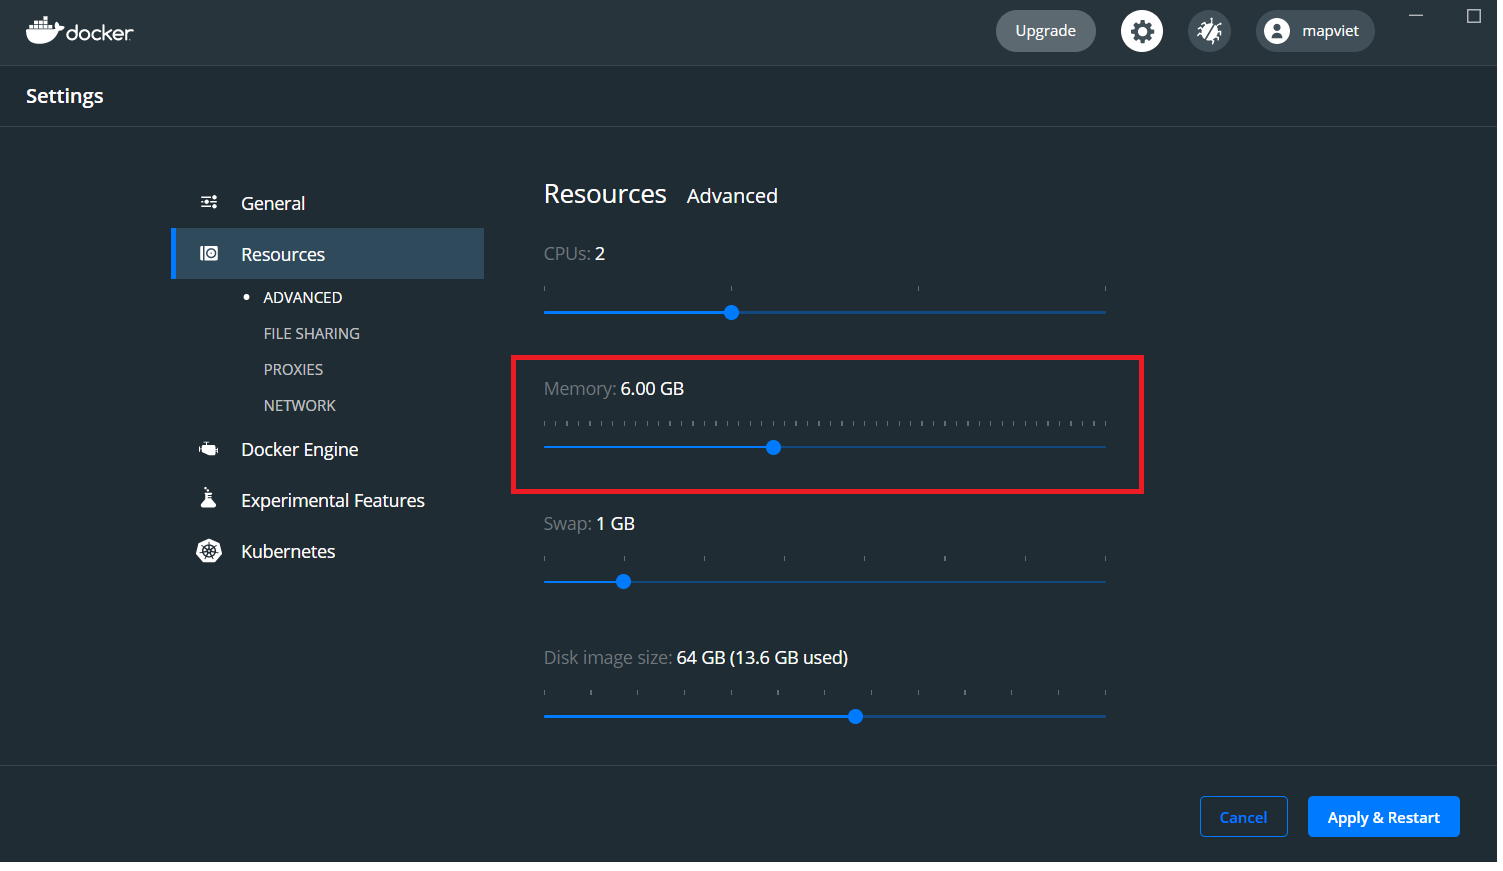 docker
Upgrade
mapviet
Settings
General
Resources
ADVANCED
FILE SHARING
PROXIES
NETWORK
Docker Engine
Experimental Features
Kubernetes
Resources Advanced
CPUs: 2
Memory: 6.00 GB
Swap: 1 GB
Disk image size: 64 GB (13.6 GB used)
Cancel
Apply & Restart